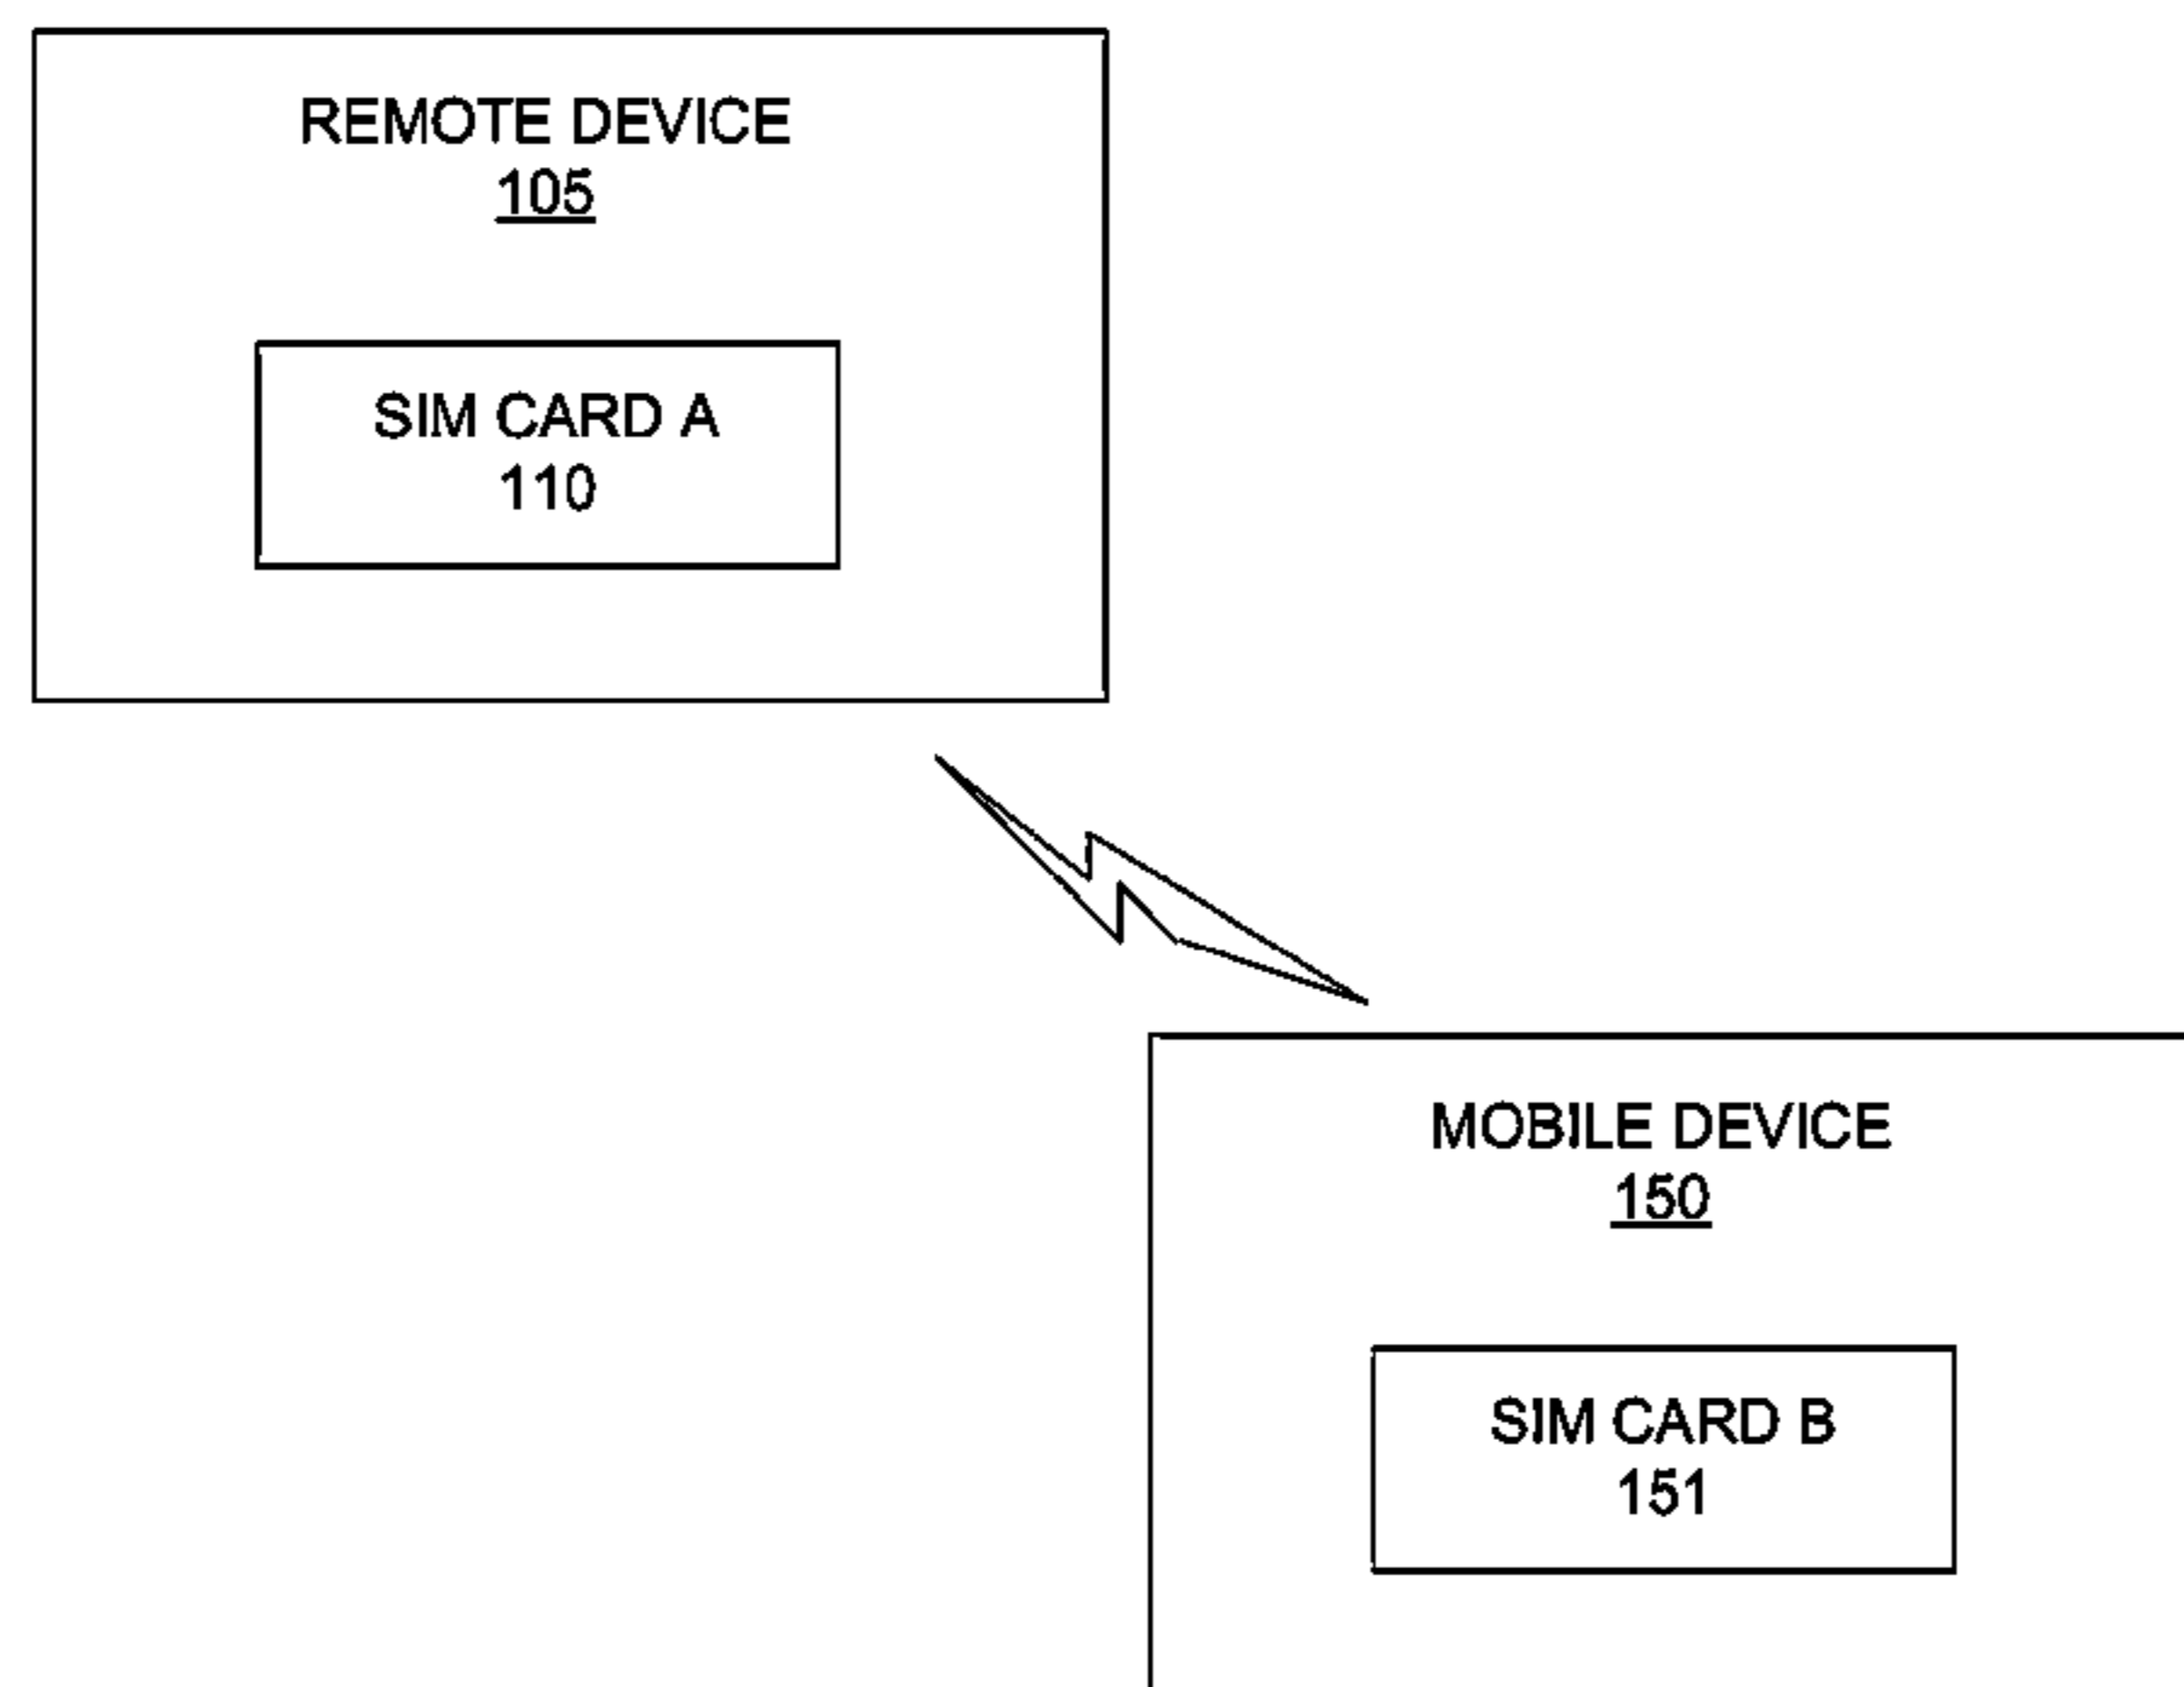 REMOTE DEVICE
105
SIM CARD A
110
MOBILE DEVICE
150
SIM CARD B
151